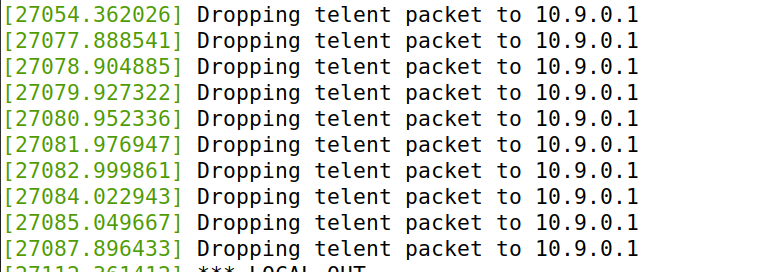 [27054.362026] Dropping telent packet to 10.9.0.1
[27077.888541] Dropping telent packet to 10.9.0.1
[27078.904885] Dropping telent packet to 10.9.0.1
[27079.927322] Dropping telent packet to 10.9.0.1
[27080.952336] Dropping telent packet to 10.9.0.1
[27081.976947] Dropping telent packet to 10.9.0.1
[27082.999861] Dropping telent packet to 10.9.0.1
[27084.022943] Dropping telent packet to 10.9.0.1
[27085.049667] Dropping telent packet to 10.9.0.1
[27087.896433] Dropping telent packet to 10.9.0.1
*** LOCAL_OUT